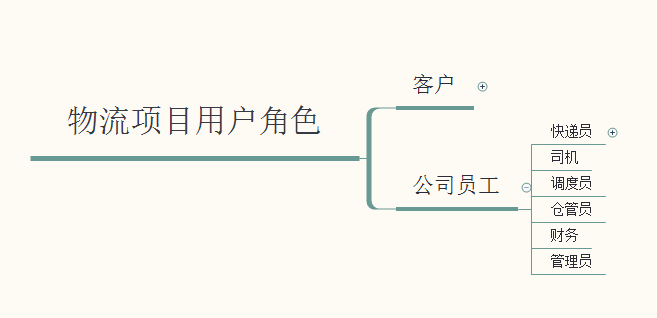 物流项目用户角色
客户
公司员工
快递员
司机
调度员
仓管员
财务
管理员